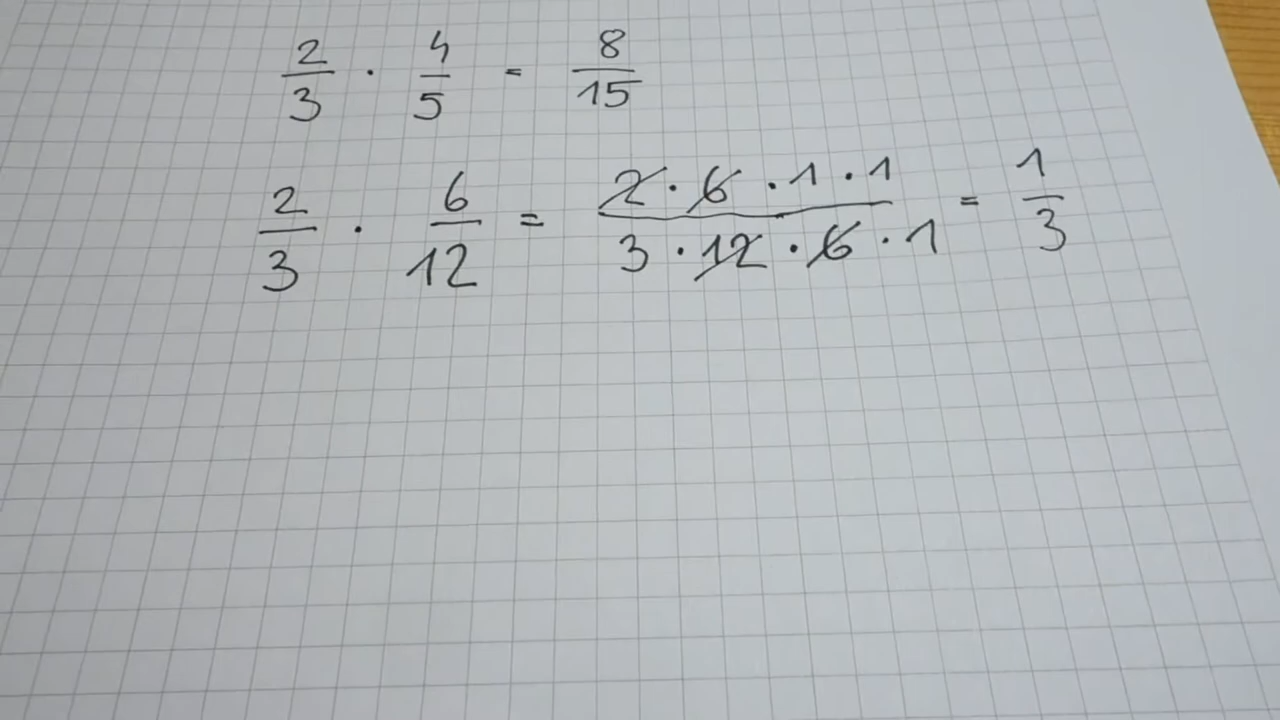 2/3 · 4/5 = 8/15
2/3 · 6/12 = 2·6·1·1/3·12·6·1 = 1/3